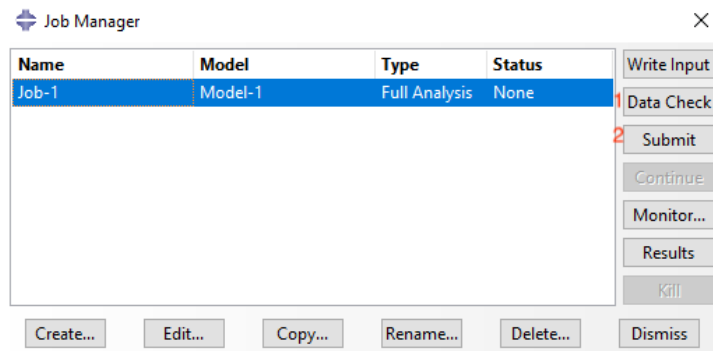 Job Manager
Name Model Type Status Write Input
Job-1 Model-1 Full Analysis None
1 Data Check
2 Submit
Continue
Monitor...
Results
Kill
Create... Edit... Copy... Rename... Delete... Dismiss